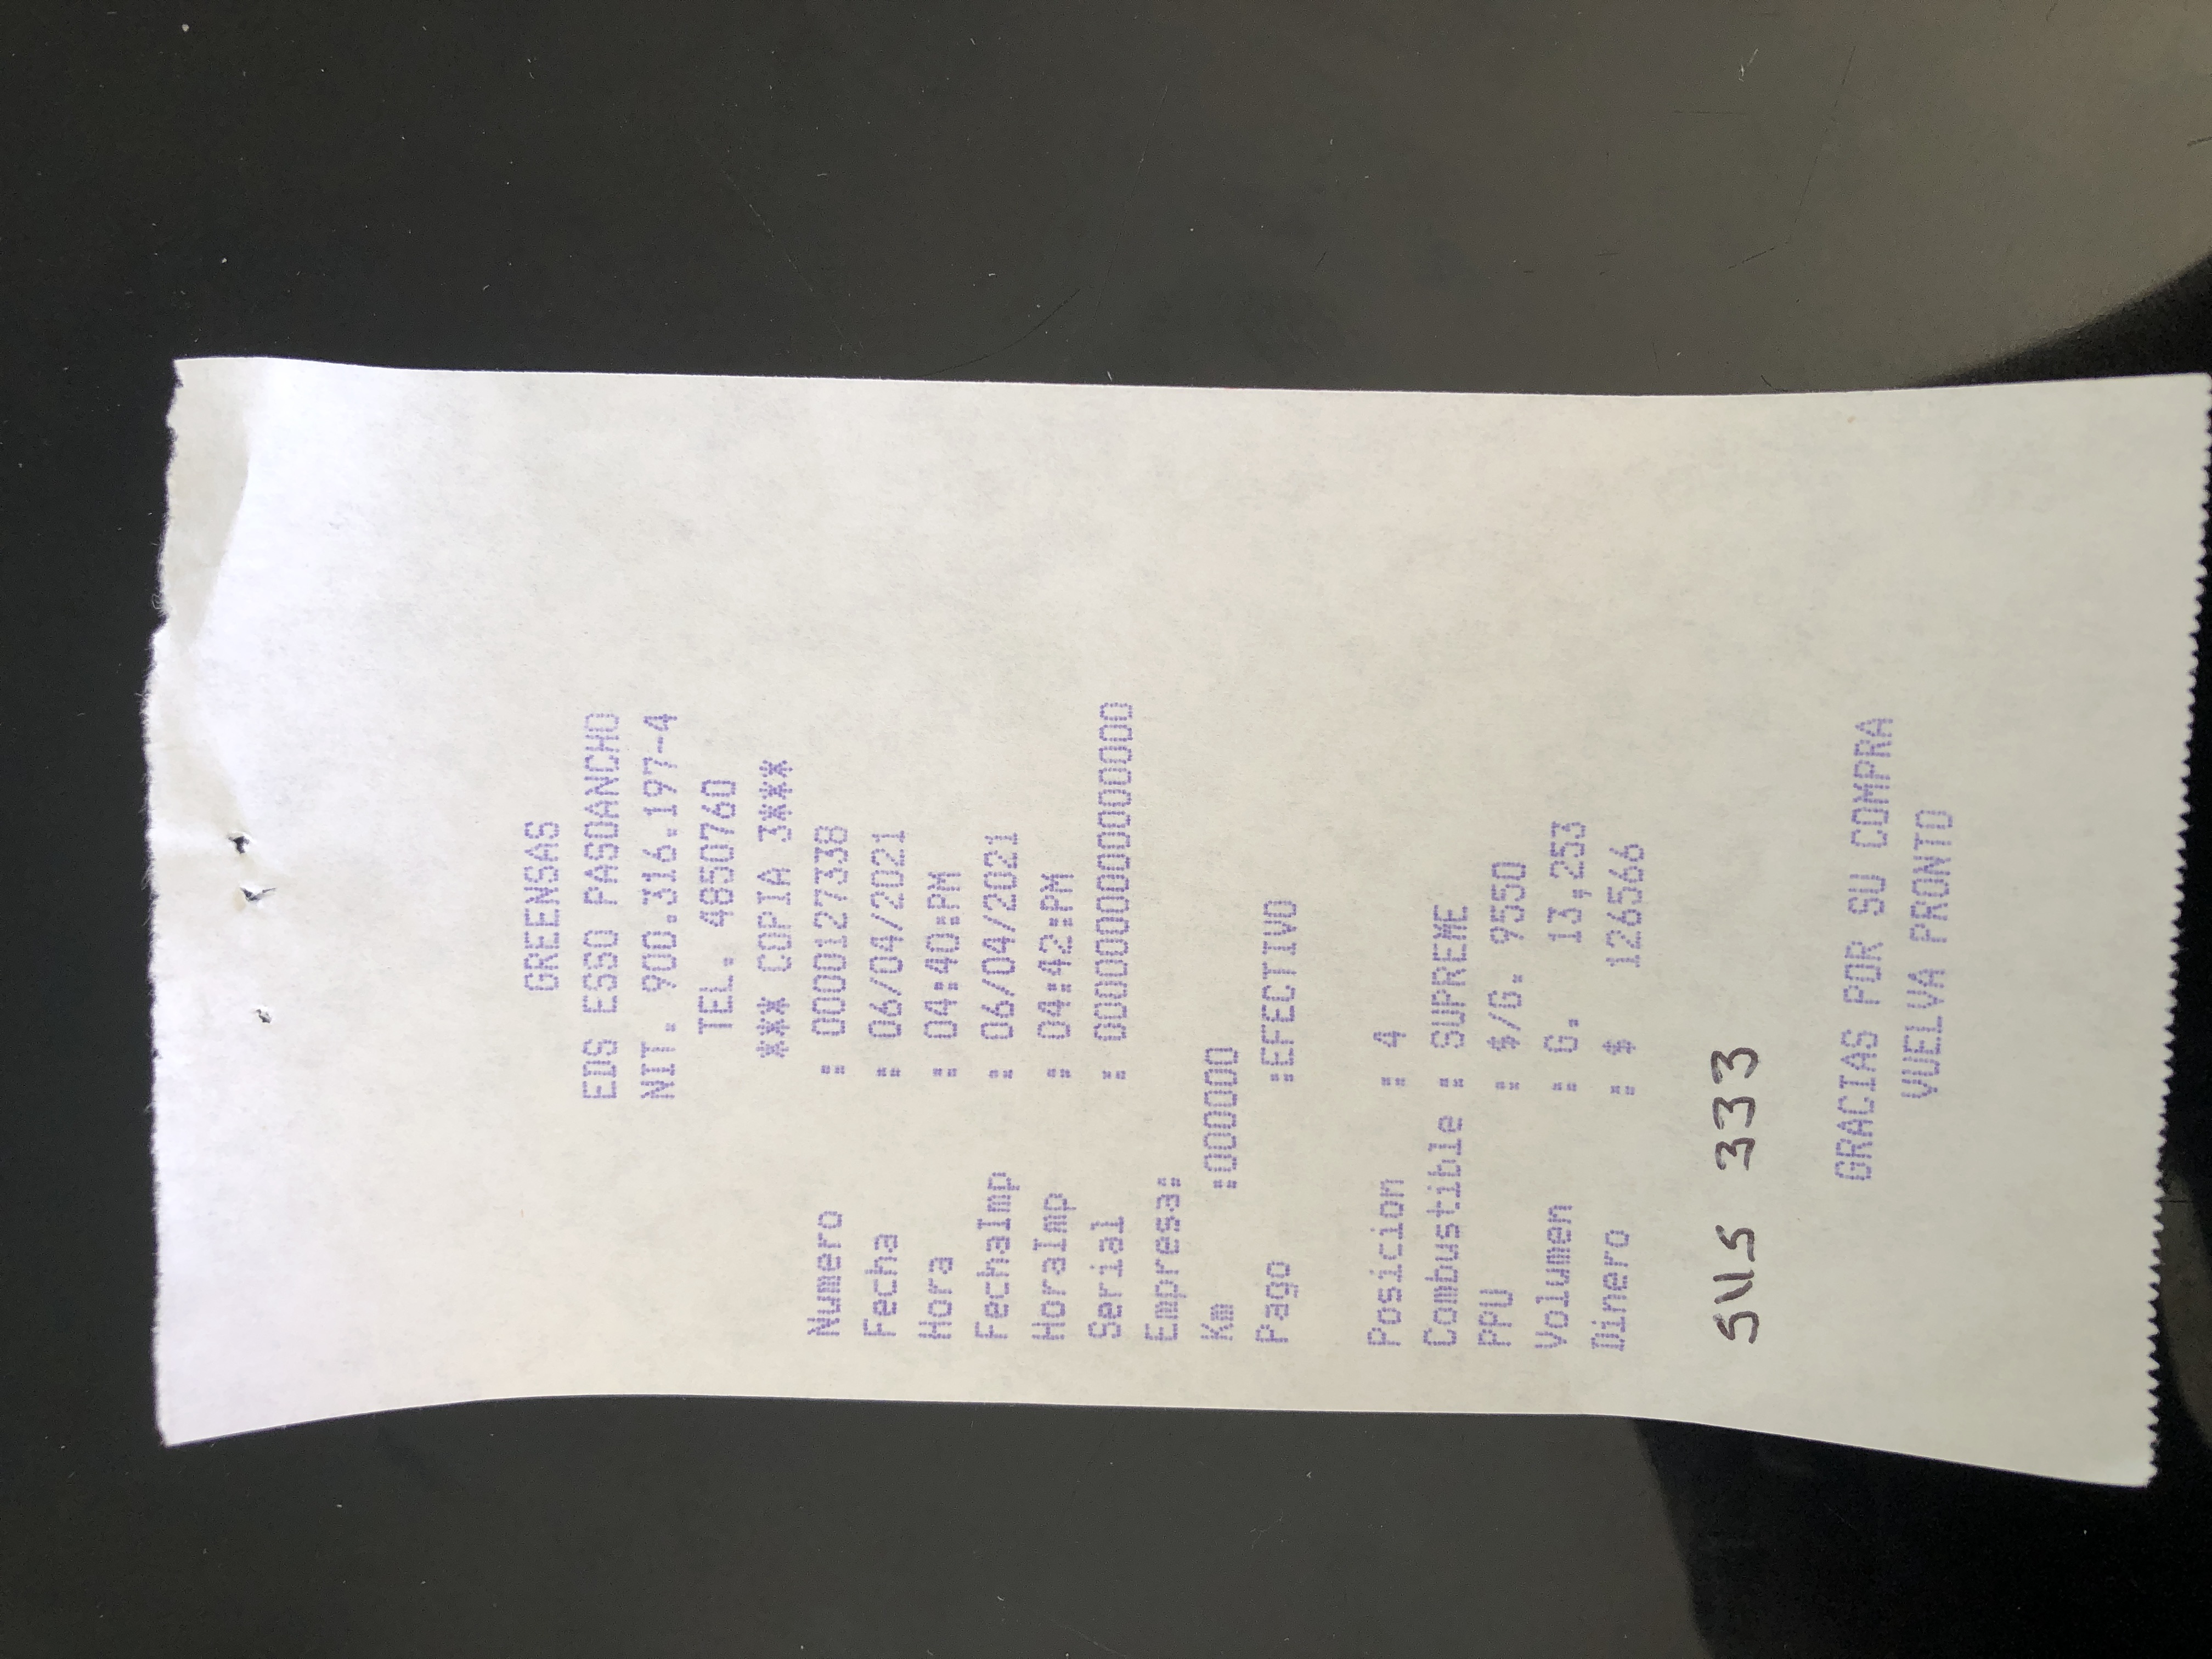 GREENSAS
EDS ESSO PASOANCHO
NIT. 900.316.197-4
TEL. 4850760
*** COPIA 3***
Numero : 0000127338
Fecha : 06/04/2021
Hora : 04:40:PM
FechaImp : 06/04/2021
HoraImp : 04:42:PM
Serial : 0000000000000000
Empresa:
Km :000000
Pago :EFECTIVO
Posicion : 4
Combustible : SUPREME
PPU : $/G. 9550
Volumen : G. 13,253
Dinero : $ 126566
SUS 333
GRACIAS POR SU COMPRA
VUELVA PRONTO